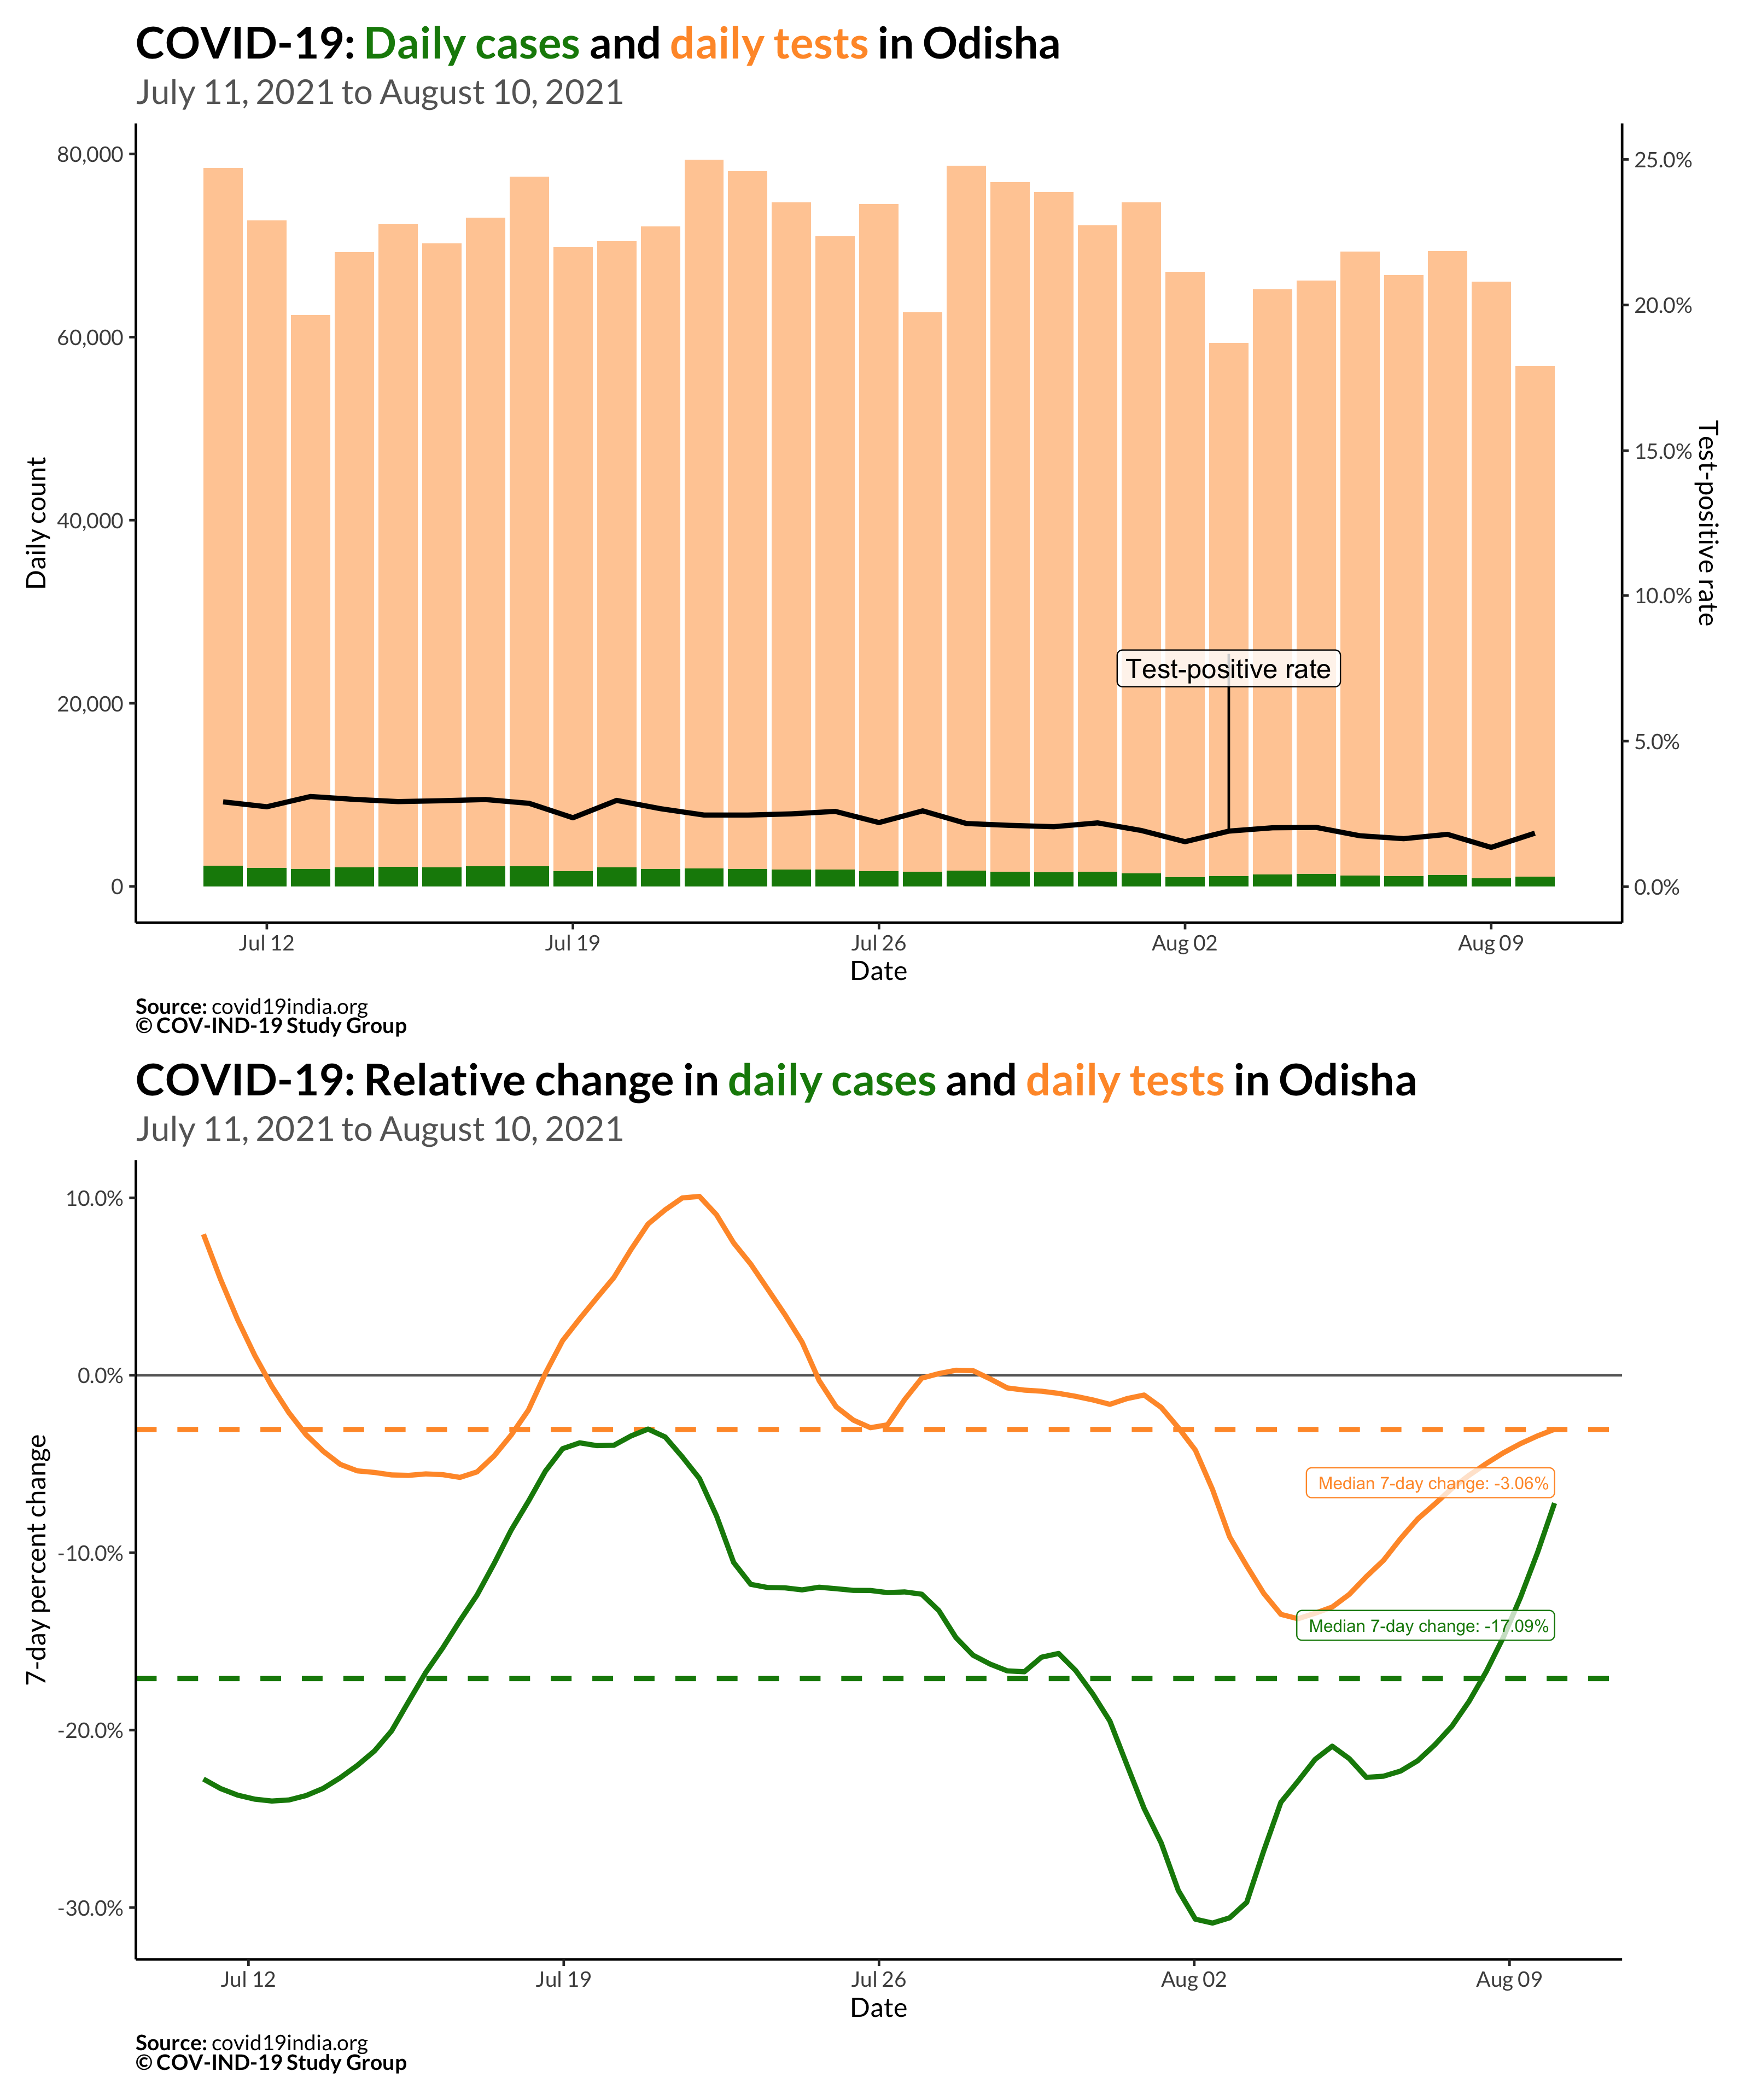 COVID-19: Daily cases and daily tests in Odisha
July 11, 2021 to August 10, 2021
Daily count
80,000
60,000
40,000
20,000
0
25.0%
20.0%
15.0%
10.0%
5.0%
0.0%
Test-positive rate
Test-positive rate
Jul 12
Jul 19
Jul 26
Aug 02
Aug 09
Date
Source: covid19india.org
© COV-IND-19 Study Group
COVID-19: Relative change in daily cases and daily tests in Odisha
July 11, 2021 to August 10, 2021
7-day percent change
10.0%
0.0%
-10.0%
-20.0%
-30.0%
Median 7-day change: -3.06%
Median 7-day change: -17.09%
Jul 12
Jul 19
Jul 26
Aug 02
Aug 09
Date
Source: covid19india.org
© COV-IND-19 Study Group